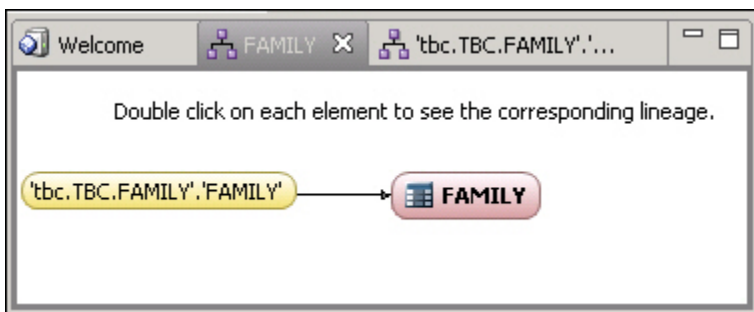 Welcome
FAMILY
'tbc.TBC.FAMILY'.'...
Double click on each element to see the corresponding lineage.
'tbc.TBC.FAMILY'.'FAMILY'
FAMILY